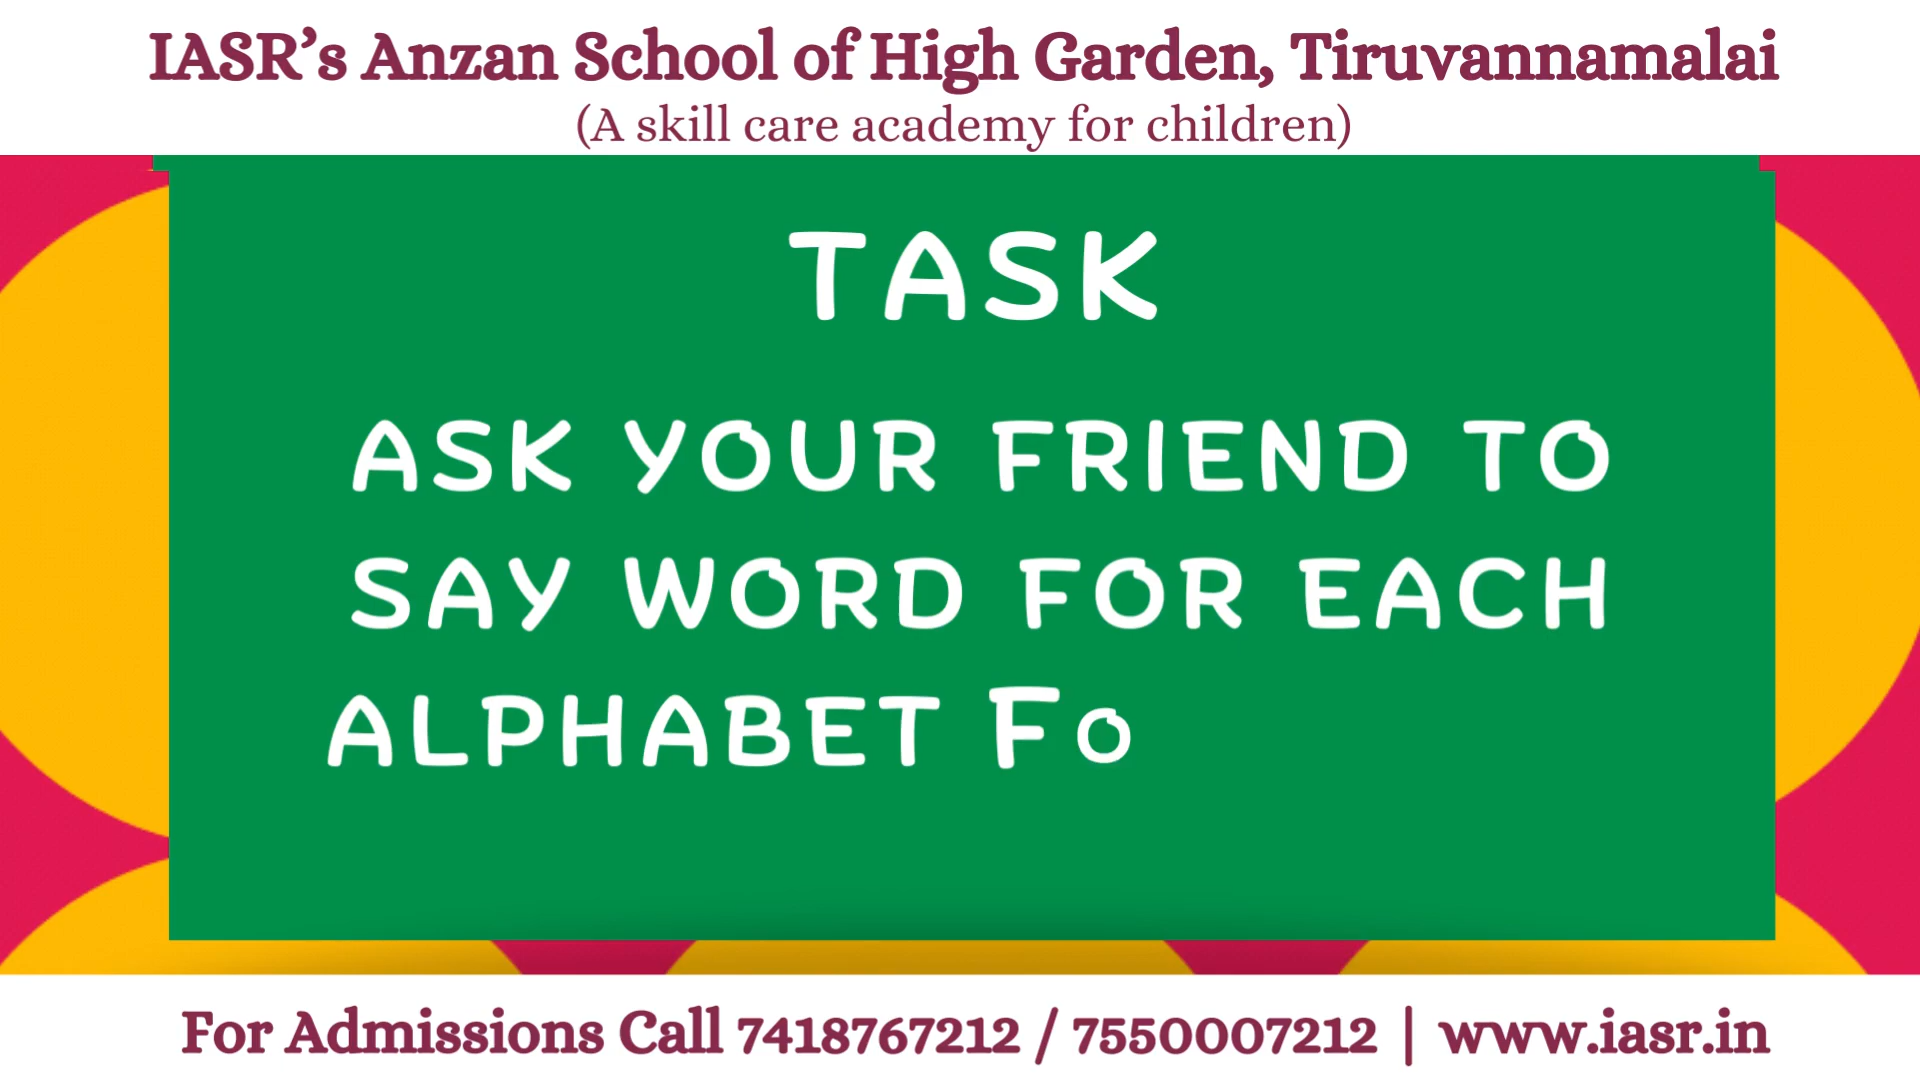 IASR’s Anzan School of High Garden, Tiruvannamalai
(A skill care academy for children)
TASK
ASK YOUR FRIEND TO
SAY WORD FOR EACH
ALPHABET Fo
For Admissions Call 7418767212 / 7550007212 | www.iasr.in